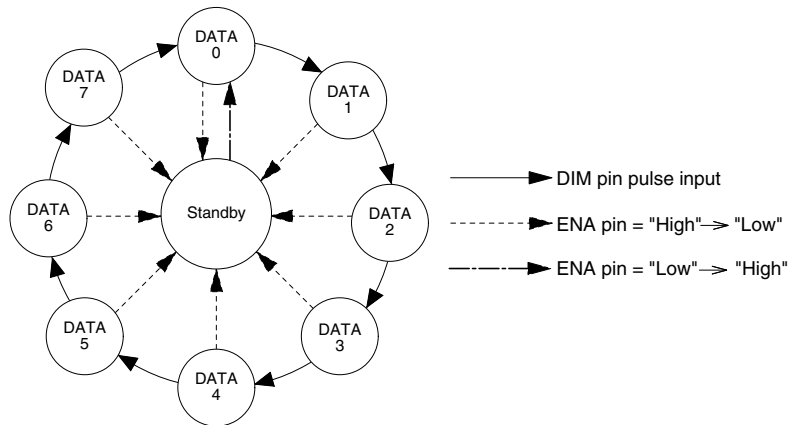 DATA
0
DATA
1
DATA
2
DATA
3
DATA
4
DATA
5
DATA
6
DATA
7
Standby
DIM pin pulse input
ENA pin = "High"→ "Low"
ENA pin = "Low"→ "High"